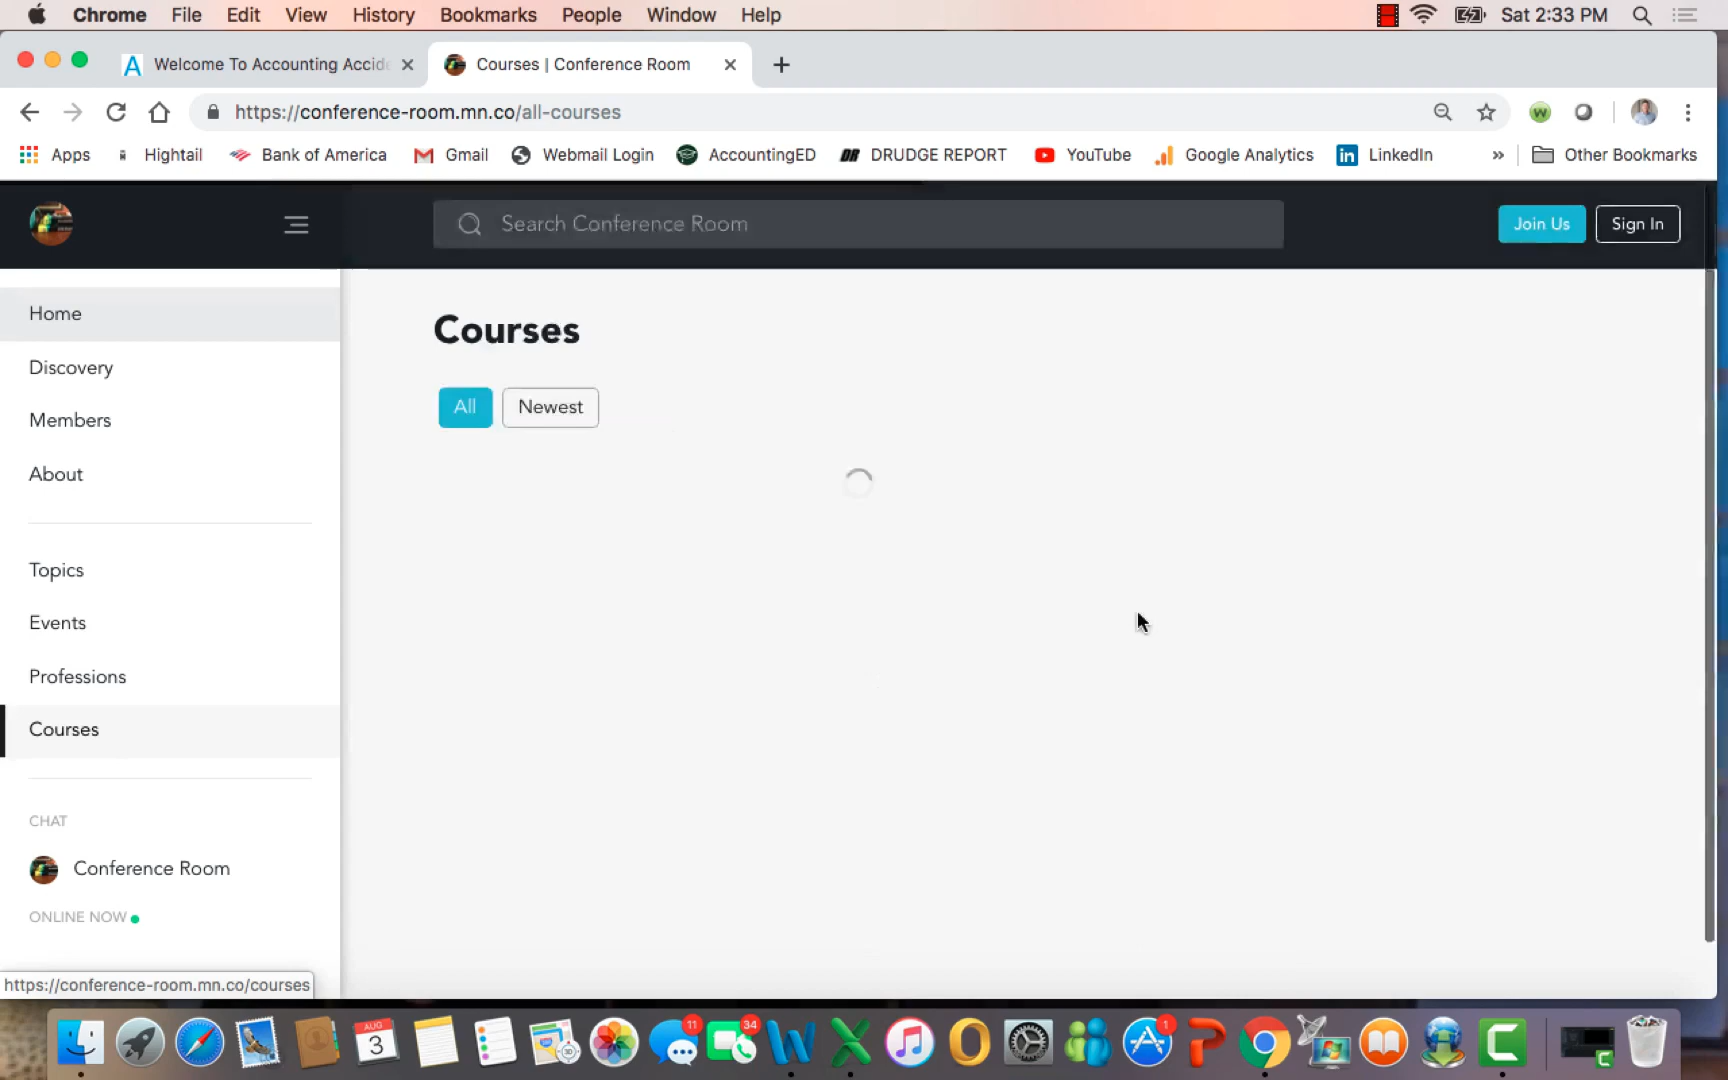 Chrome File Edit View History Bookmarks People Window Help Sat 2:33 PM
Welcome To Accounting Accid
Courses | Conference Room
https://conference-room.mn.co/all-courses
Apps Hightail Bank of America Gmail Webmail Login AccountingED DRUDGE REPORT YouTube Google Analytics LinkedIn » Other Bookmarks
Search Conference Room
Join Us
Sign In
Home
Discovery
Members
About
Topics
Events
Professions
Courses
CHAT
Conference Room
ONLINE NOW
Courses
All
Newest
https://conference-room.mn.co/courses
AUG
3
11
34
1